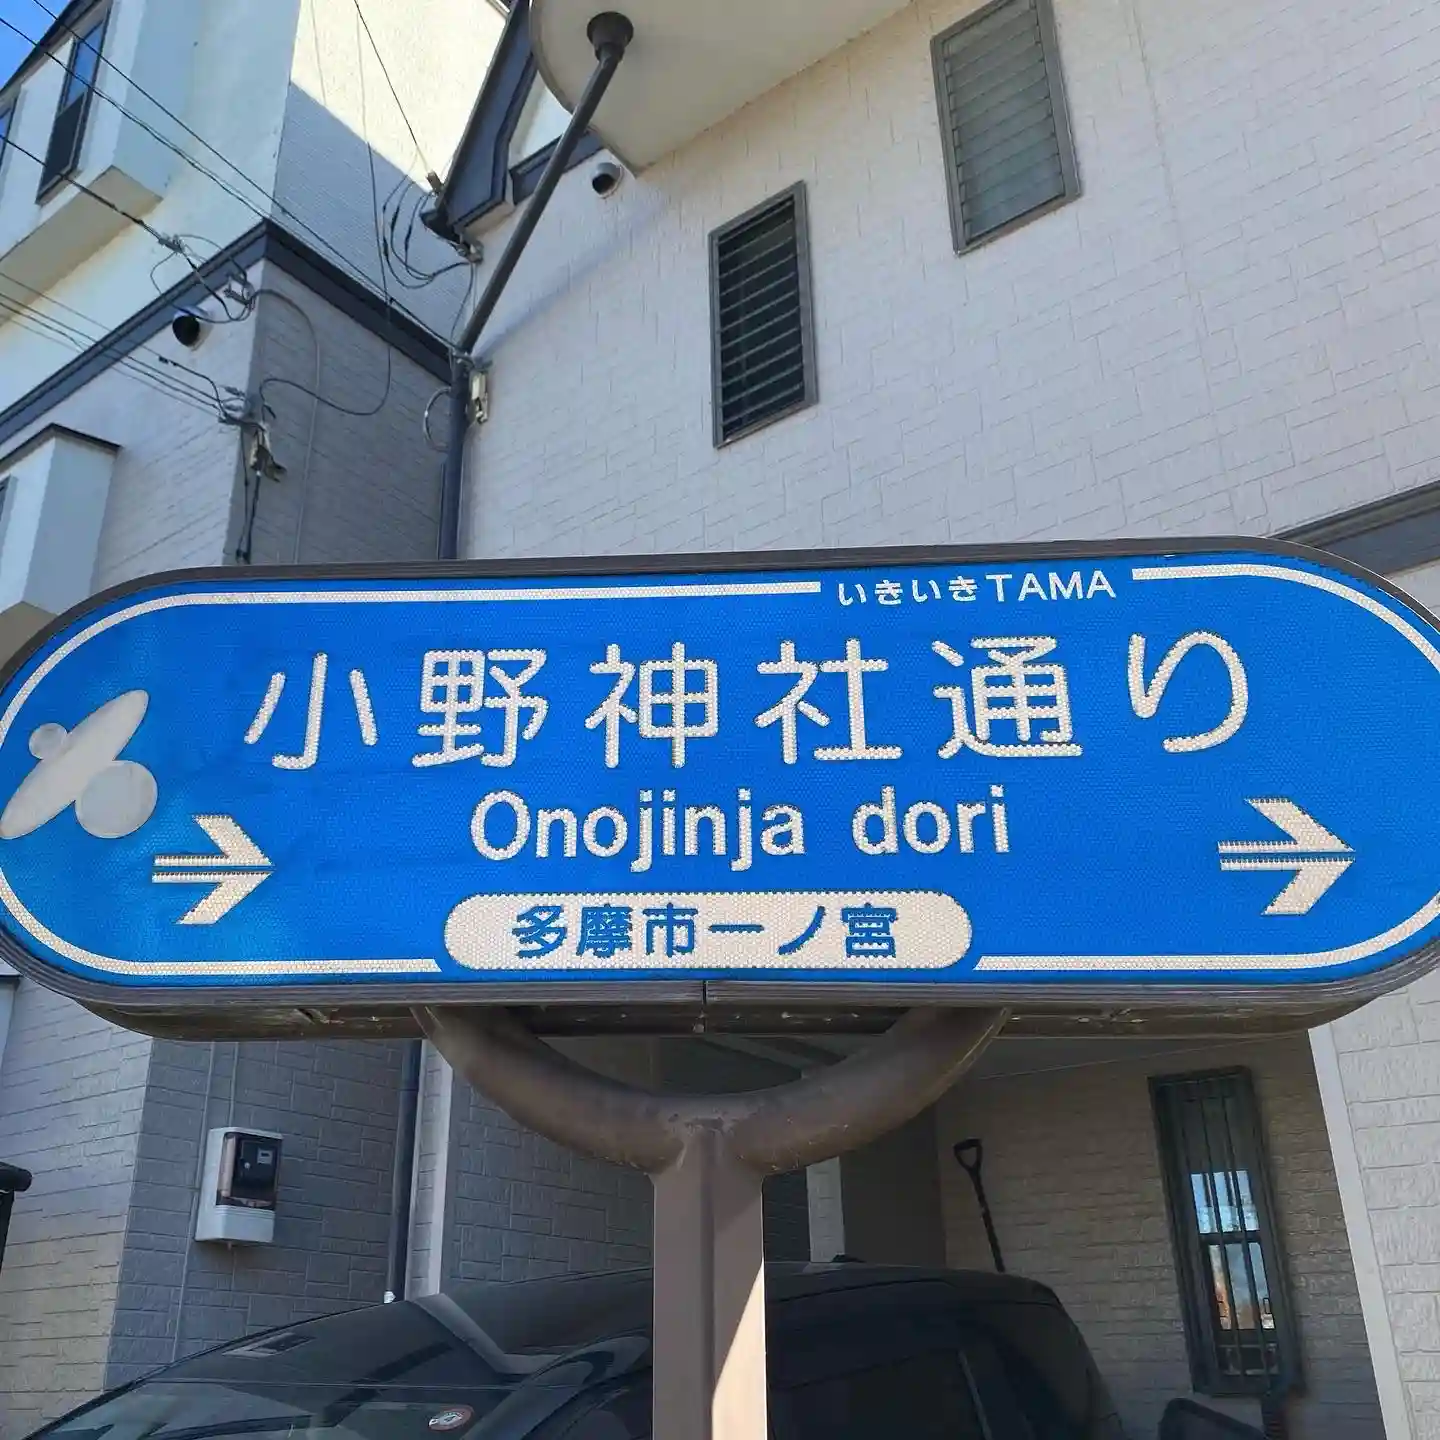 いきいきTAMA
小野神社通り
Onojinja dori
多摩市一ノ宮